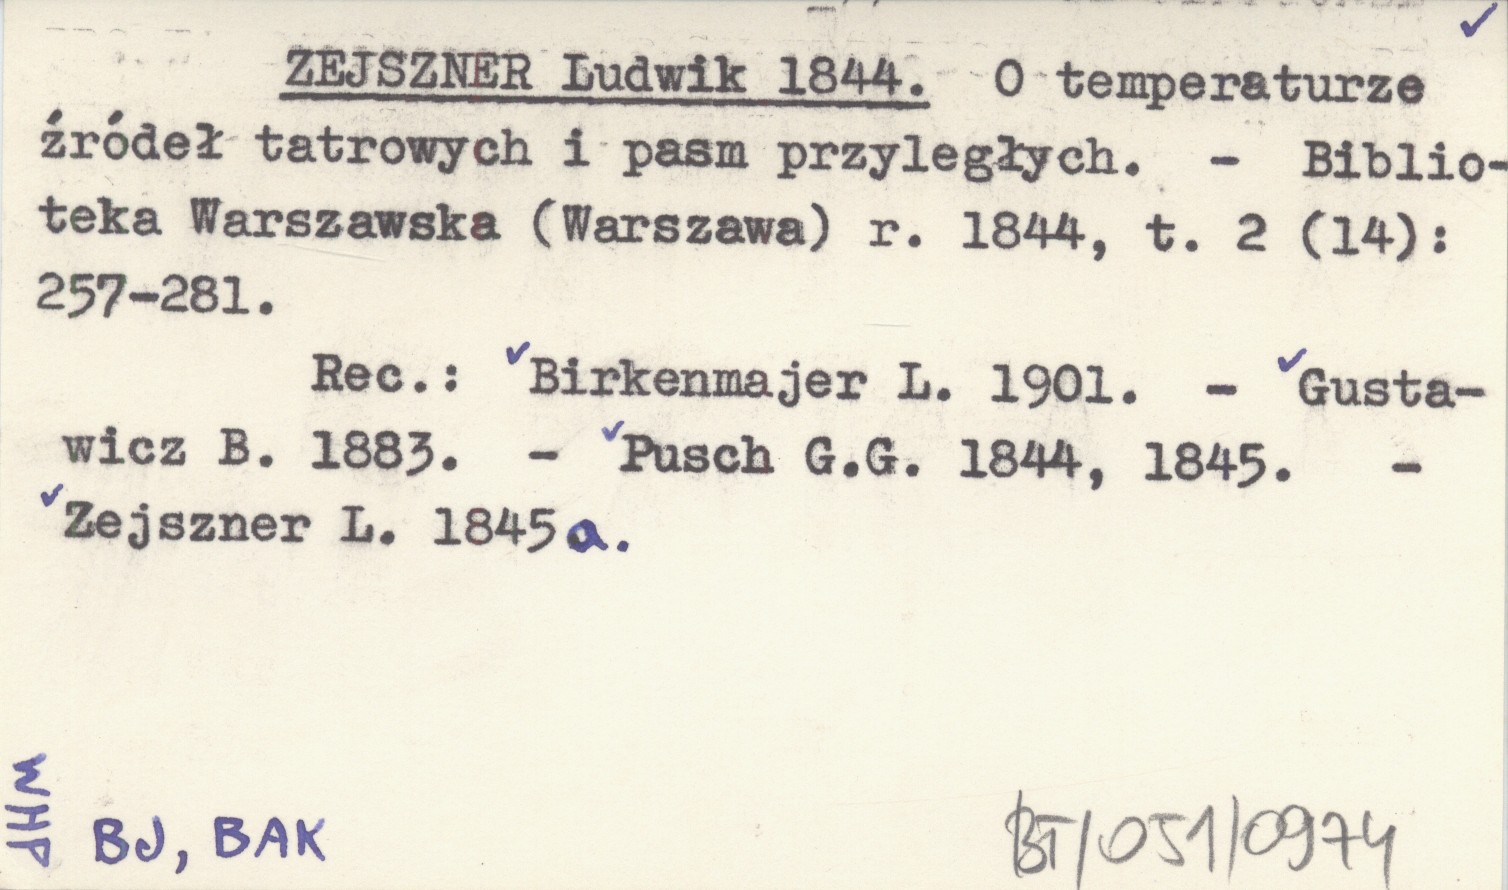 ZEJSZNER Ludwik 1844. O temperaturze
źródeł tatrowych i pasm przyległych. - Biblio-
teka Warszawska (Warszawa) r. 1844, t. 2 (14):
257-281.
Rec.: ✓Birkenmajer L. 1901. - ✓Gusta-
wicz B. 1883. - ✓Pusch G.G. 1844, 1845. -
✓Zejszner L. 1845a.
WHP
BJ, BAK
BT/051/0974